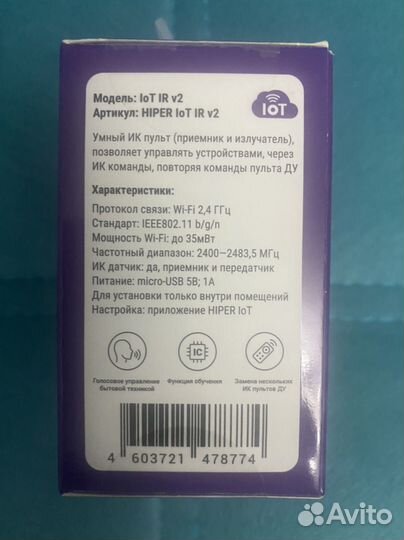 Модель: IoT IR v2
Артикул: HIPER IoT IR v2
IoT
Умный ИК пульт (приемник и излучатель),
позволяет управлять устройствами, через
ИК команды, повторяя команды пульта ДУ
Характеристики:
Протокол связи: Wi-Fi 2,4 ГГц
Стандарт: IEEE802.11 b/g/n
Мощность Wi-Fi: до 35мВт
Частотный диапазон: 2400—2483,5 МГц
ИК датчик: да, приемник и передатчик
Питание: micro-USB 5В; 1А
Для установки только внутри помещений
Настройка: приложение HIPER IoT
IC
Голосовое управление
бытовой техникой
Функция обучения
Замена нескольких
ИК пультов ДУ
4 603721 478774
Avito